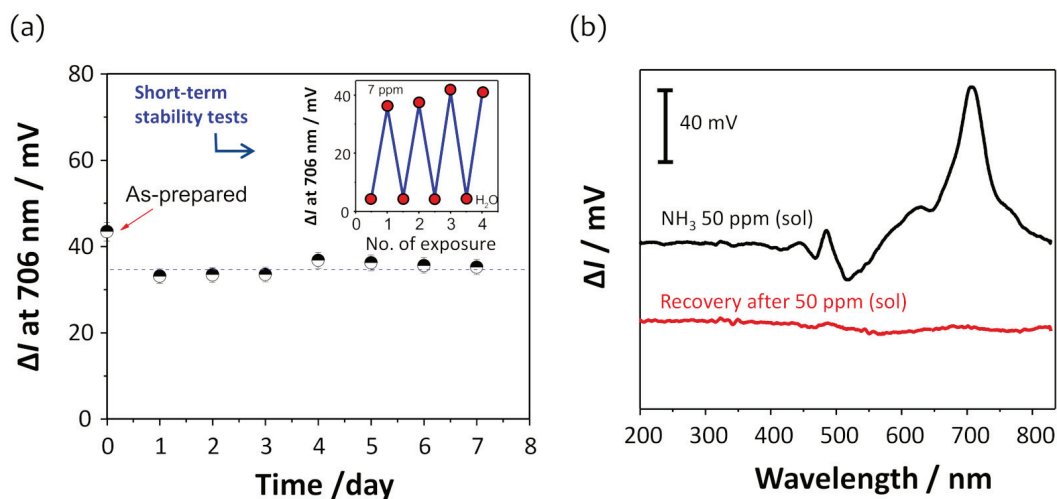 (a)
80
60
40
20
0
ΔI at 706 nm / mV
0 1 2 3 4 5 6 7 8
Time /day
Short-term
stability tests
As-prepared
40
20
0
ΔI at 706 nm / mV
7 ppm
H₂O
0 1 2 3 4
No. of exposure
(b)
ΔI / mV
40 mV
NH₃ 50 ppm (sol)
Recovery after 50 ppm (sol)
200 300 400 500 600 700 800
Wavelength / nm